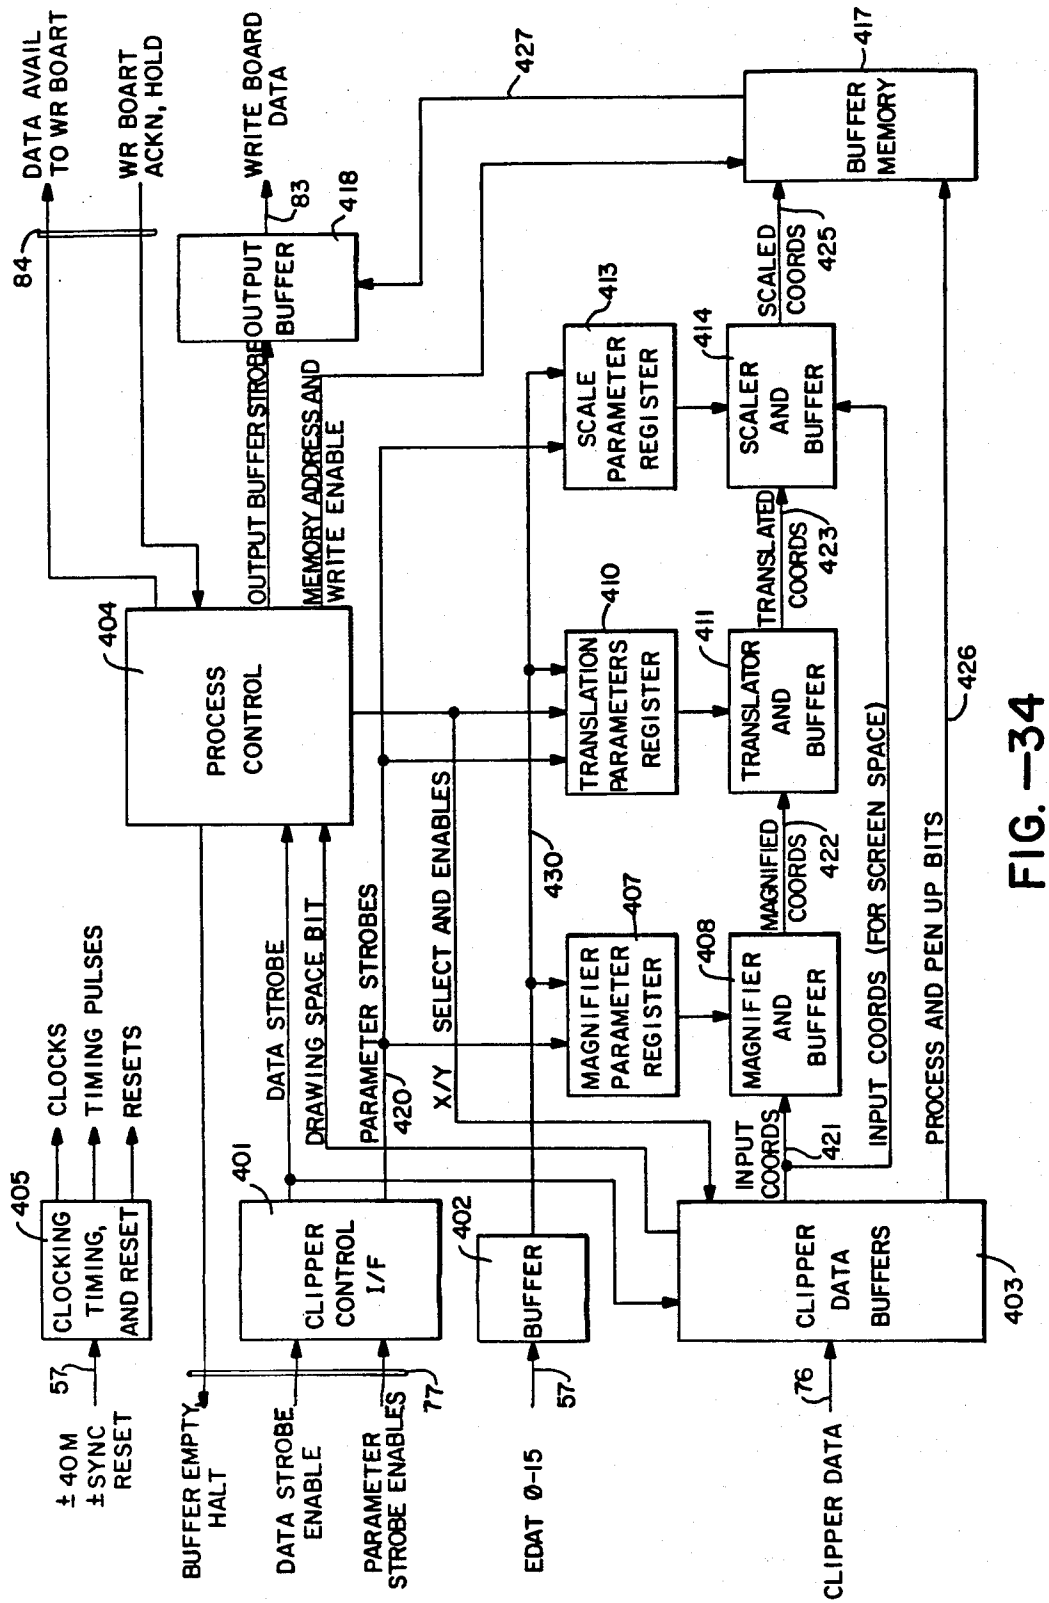 ± 40M
± SYNC
RESET
57
405
CLOCKING
TIMING,
AND RESET
CLOCKS
TIMING PULSES
RESETS
BUFFER EMPTY,
HALT
DATA STROBE
ENABLE
PARAMETER
STROBE ENABLES
77
401
CLIPPER
CONTROL
I/F
DATA STROBE
DRAWING SPACE BIT
PARAMETER STROBES
420
X/Y SELECT AND ENABLES
404
PROCESS
CONTROL
84
DATA AVAIL
TO WR BOART
WR BOART
ACKN, HOLD
OUTPUT BUFFER STROBE
MEMORY ADDRESS AND
WRITE ENABLE
OUTPUT
BUFFER
418
83
WRITE BOARD
DATA
427
EDAT 0-15
57
402
BUFFER
430
407
MAGNIFIER
PARAMETER
REGISTER
410
TRANSLATION
PARAMETERS
REGISTER
413
SCALE
PARAMETER
REGISTER
CLIPPER DATA
76
CLIPPER
DATA
BUFFERS
403
INPUT
COORDS
421
408
MAGNIFIER
AND
BUFFER
MAGNIFIED
COORDS
422
411
TRANSLATOR
AND
BUFFER
TRANSLATED
COORDS
423
414
SCALER
AND
BUFFER
SCALED
COORDS
425
BUFFER
MEMORY
417
INPUT COORDS (FOR SCREEN SPACE)
PROCESS AND PEN UP BITS
426
FIG.—34